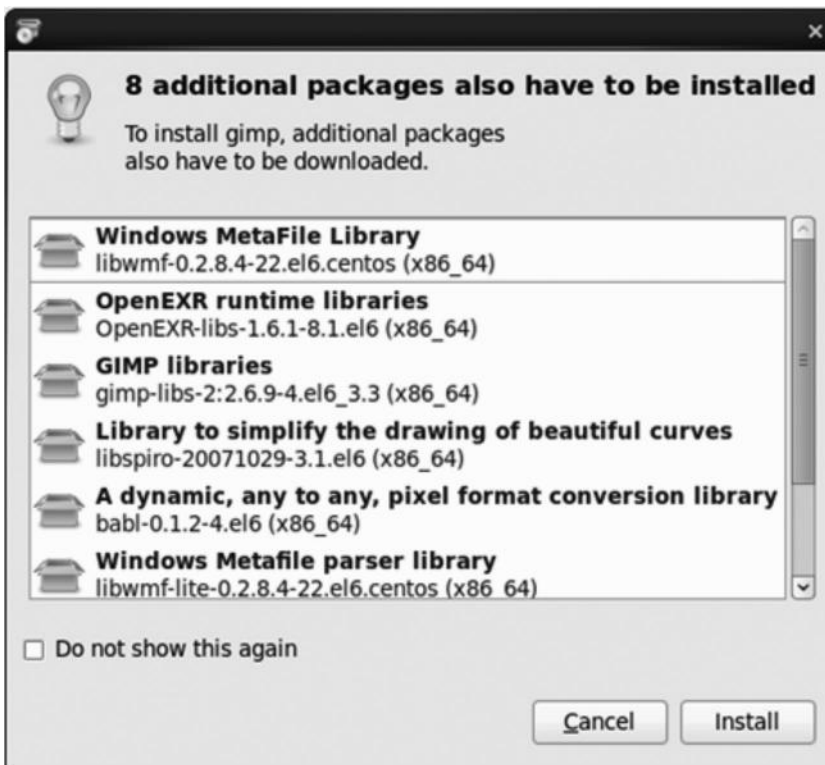 8 additional packages also have to be installed
To install gimp, additional packages
also have to be downloaded.
Windows MetaFile Library
libwmf-0.2.8.4-22.el6.centos (x86_64)
OpenEXR runtime libraries
OpenEXR-libs-1.6.1-8.1.el6 (x86_64)
GIMP libraries
gimp-libs-2:2.6.9-4.el6_3.3 (x86_64)
Library to simplify the drawing of beautiful curves
libspiro-20071029-3.1.el6 (x86_64)
A dynamic, any to any, pixel format conversion library
babl-0.1.2-4.el6 (x86_64)
Windows Metafile parser library
libwmf-lite-0.2.8.4-22.el6.centos (x86_64)
Do not show this again
Cancel
Install